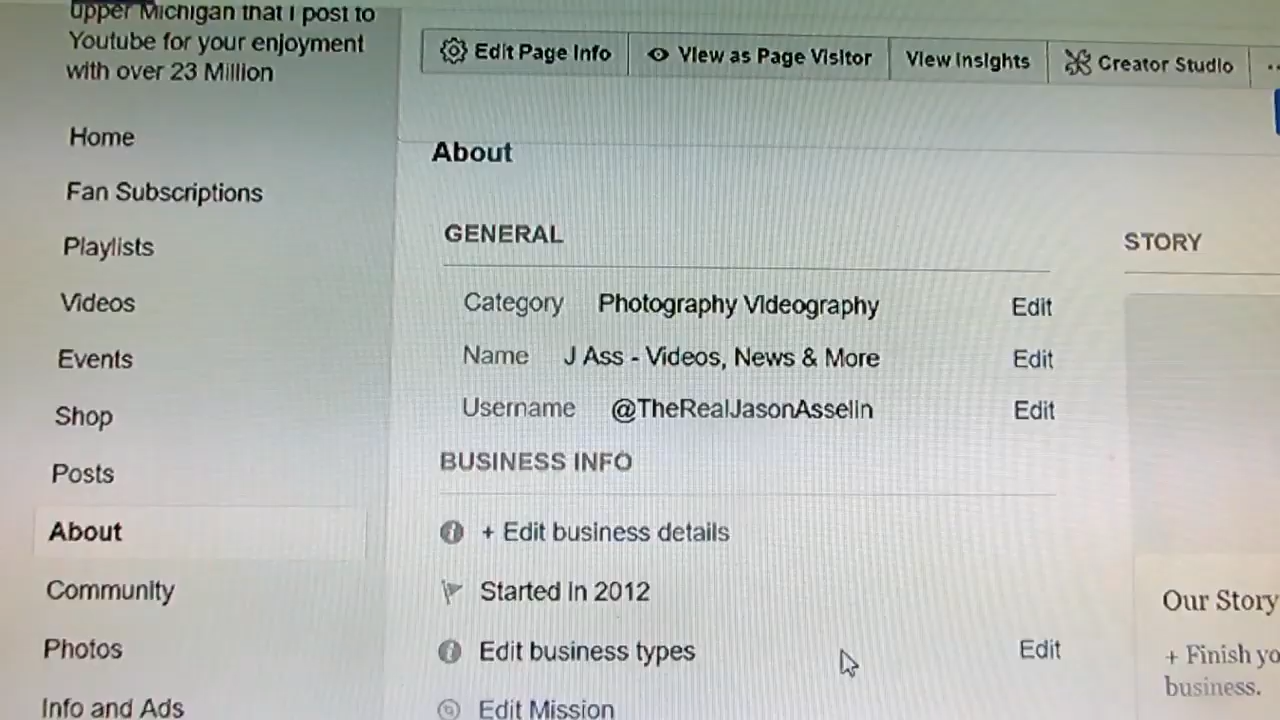 upper Michigan that I post to
Youtube for your enjoyment
with over 23 Million
Home
Fan Subscriptions
Playlists
Videos
Events
Shop
Posts
About
Community
Photos
Info and Ads
Edit Page Info
View as Page Visitor
View Insights
Creator Studio
About
GENERAL
Category Photography Videography Edit
Name J Ass - Videos, News & More Edit
Username @TheRealJasonAsselin Edit
BUSINESS INFO
+ Edit business details
Started in 2012
Edit business types Edit
Edit Mission
STORY
Our Story
+ Finish yo
business.